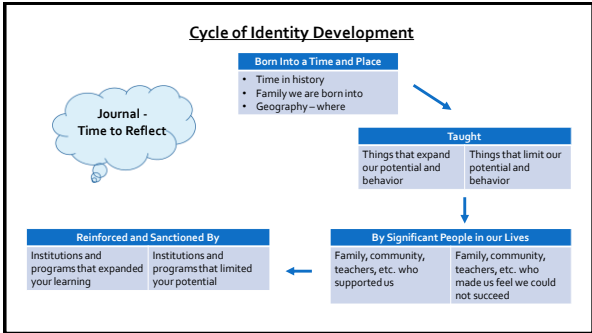 Cycle of Identity Development
Born Into a Time and Place
• Time in history
• Family we are born into
• Geography – where
Journal -
Time to Reflect
Taught
Things that expand
our potential and
behavior
Things that limit our
potential and
behavior
By Significant People in our Lives
Family, community,
teachers, etc. who
supported us
Family, community,
teachers, etc. who
made us feel we could
not succeed
Reinforced and Sanctioned By
Institutions and
programs that expanded
your learning
Institutions and
programs that limited
your potential